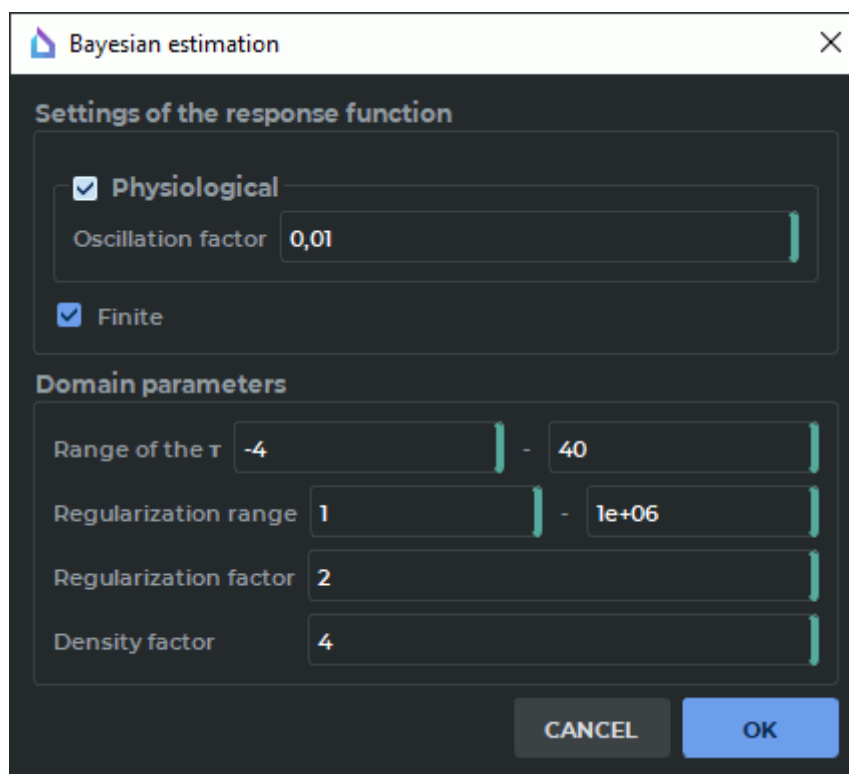 Bayesian estimation
Settings of the response function
Physiological
Oscillation factor 0,01
Finite
Domain parameters
Range of the τ -4 - 40
Regularization range 1 - 1e+06
Regularization factor 2
Density factor 4
CANCEL OK